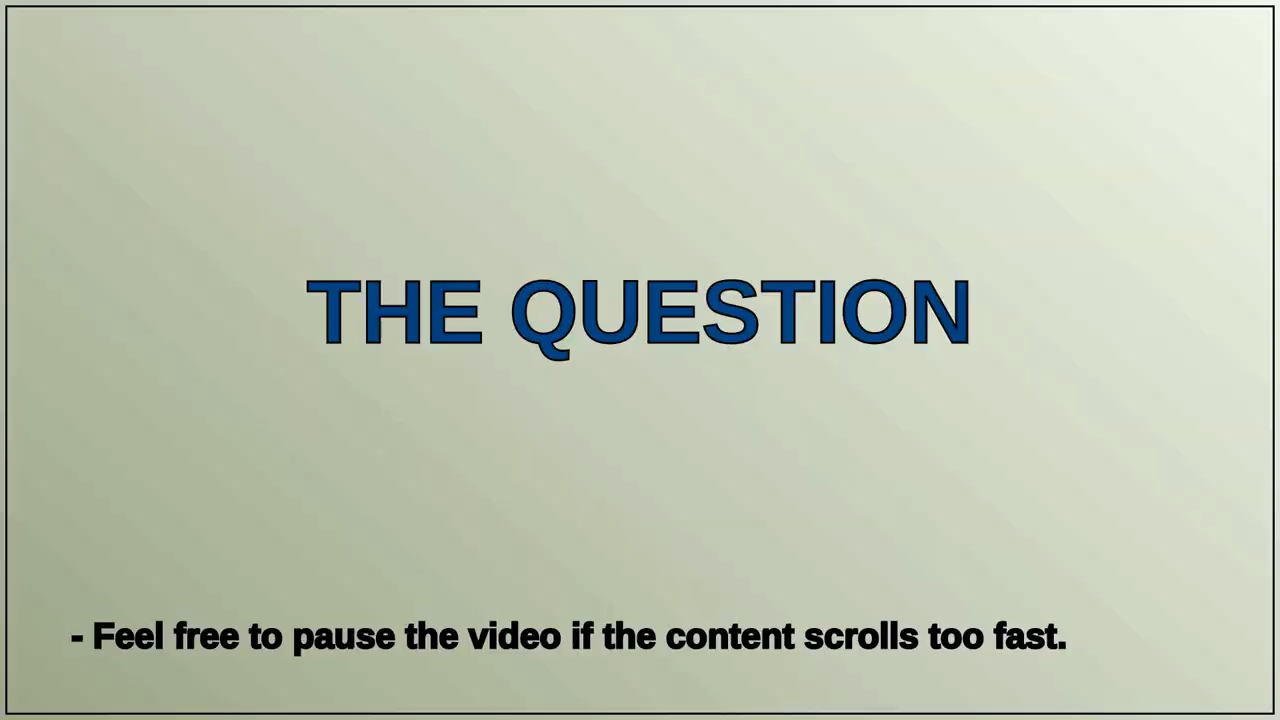 THE QUESTION
- Feel free to pause the video if the content scrolls too fast.